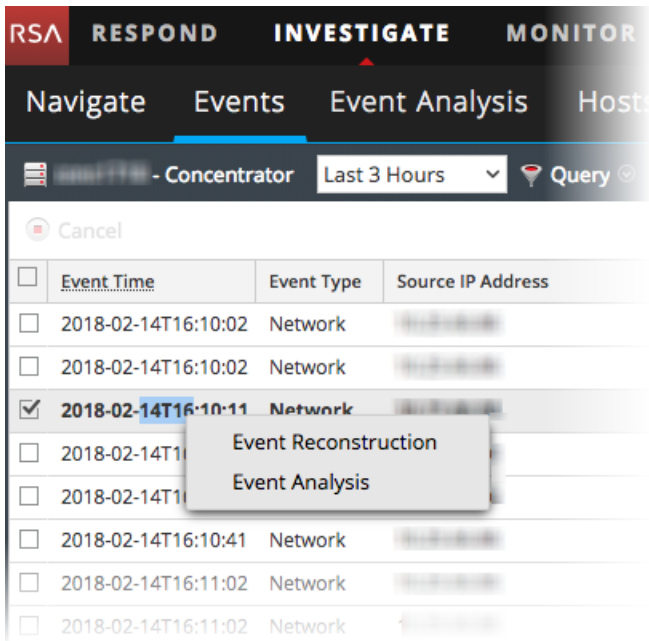 RSA RESPOND INVESTIGATE MONITOR
Navigate Events Event Analysis Hosts
- Concentrator Last 3 Hours Query
Cancel
Event Time Event Type Source IP Address
2018-02-14T16:10:02 Network
2018-02-14T16:10:02 Network
2018-02-14T16:10:11 Network
Event Reconstruction
2018-02-14T1
Event Analysis
2018-02-14T1
2018-02-14T16:10:41 Network
2018-02-14T16:11:02 Network
2018-02-14T16:11:02 Network